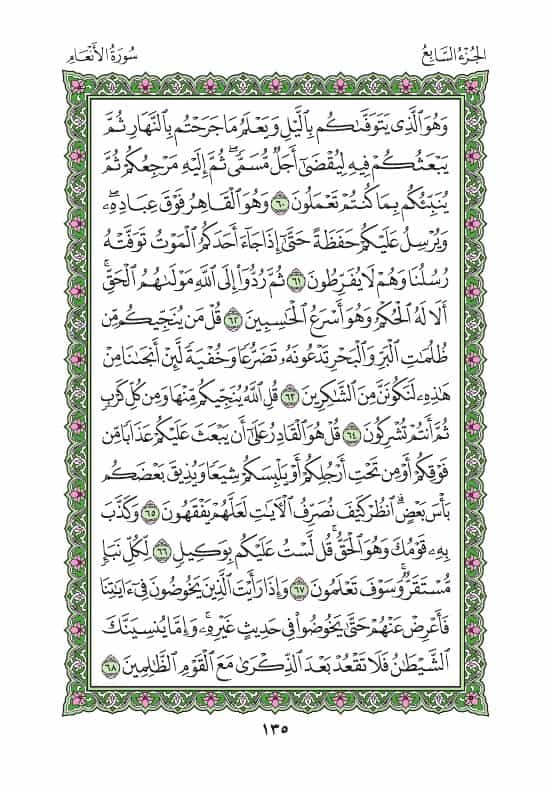 الجُزْءُ السَّابِعُ
سُورَةُ الأَنْعَامِ
وَهُوَ ٱلَّذِى يَتَوَفَّىٰكُم بِٱلَّيْلِ وَيَعْلَمُ مَا جَرَحْتُم بِٱلنَّهَارِ ثُمَّ
يَبْعَثُكُمْ فِيهِ لِيُقْضَىٰٓ أَجَلٌ مُّسَمًّى ۖ ثُمَّ إِلَيْهِ مَرْجِعُكُمْ ثُمَّ
يُنَبِّئُكُم بِمَا كُنتُمْ تَعْمَلُونَ ٦٠ وَهُوَ ٱلْقَاهِرُ فَوْقَ عِبَادِهِۦ ۖ
وَيُرْسِلُ عَلَيْكُمْ حَفَظَةً حَتَّىٰٓ إِذَا جَآءَ أَحَدَكُمُ ٱلْمَوْتُ تَوَفَّتْهُ
رُسُلُنَا وَهُمْ لَا يُفَرِّطُونَ ٦١ ثُمَّ رُدُّوٓا۟ إِلَى ٱللَّهِ مَوْلَىٰهُمُ ٱلْحَقِّ ۚ
أَلَا لَهُ ٱلْحُكْمُ وَهُوَ أَسْرَعُ ٱلْحَـٰسِبِينَ ٦٢ قُلْ مَن يُنَجِّيكُم مِّن
ظُلُمَـٰتِ ٱلْبَرِّ وَٱلْبَحْرِ تَدْعُونَهُۥ تَضَرُّعًا وَخُفْيَةً لَّئِنْ أَنجَىٰنَا مِنْ
هَـٰذِهِۦ لَنَكُونَنَّ مِنَ ٱلشَّـٰكِرِينَ ٦٣ قُلِ ٱللَّهُ يُنَجِّيكُم مِّنْهَا وَمِن كُلِّ كَرْبٍ
ثُمَّ أَنتُمْ تُشْرِكُونَ ٦٤ قُلْ هُوَ ٱلْقَادِرُ عَلَىٰٓ أَن يَبْعَثَ عَلَيْكُمْ عَذَابًا مِّن
فَوْقِكُمْ أَوْ مِن تَحْتِ أَرْجُلِكُمْ أَوْ يَلْبِسَكُمْ شِيَعًا وَيُذِيقَ بَعْضَكُم
بَأْسَ بَعْضٍ ۗ ٱنظُرْ كَيْفَ نُصَرِّفُ ٱلْـَٔايَـٰتِ لَعَلَّهُمْ يَفْقَهُونَ ٦٥ وَكَذَّبَ
بِهِۦ قَوْمُكَ وَهُوَ ٱلْحَقُّ ۚ قُل لَّسْتُ عَلَيْكُم بِوَكِيلٍ ٦٦ لِّكُلِّ نَبَإٍ
مُّسْتَقَرٌّ ۚ وَسَوْفَ تَعْلَمُونَ ٦٧ وَإِذَا رَأَيْتَ ٱلَّذِينَ يَخُوضُونَ فِىٓ ءَايَـٰتِنَا
فَأَعْرِضْ عَنْهُمْ حَتَّىٰ يَخُوضُوا۟ فِى حَدِيثٍ غَيْرِهِۦ ۚ وَإِمَّا يُنسِيَنَّكَ
ٱلشَّيْطَـٰنُ فَلَا تَقْعُدْ بَعْدَ ٱلذِّكْرَىٰ مَعَ ٱلْقَوْمِ ٱلظَّـٰلِمِينَ ٦٨
١٣٥